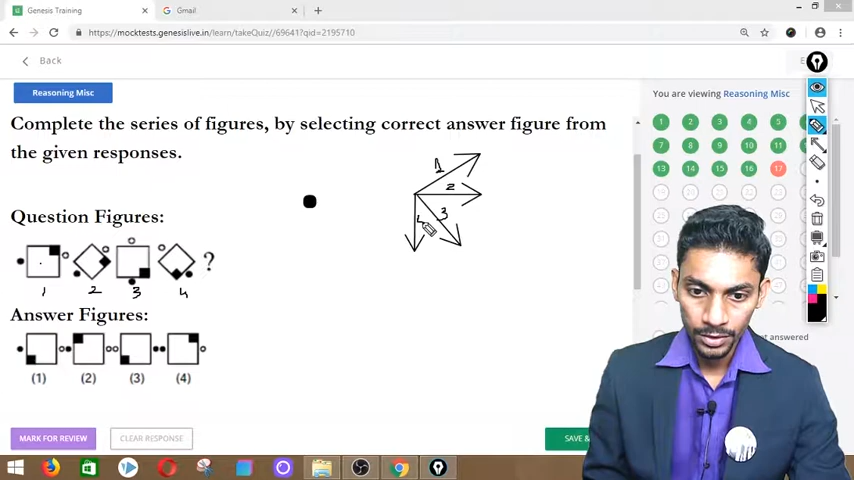 Genesis Training
Gmail
https://mocktests.genesislive.in/learn/takeQuiz//69641?qid=2195710
Back
Reasoning Misc
You are viewing Reasoning Misc
Complete the series of figures, by selecting correct answer figure from
the given responses.
1 2 3 4 5
7 8 9 10 11
13 14 15 16 17
1
2
3
4
Question Figures:
?
1 2 3 4
Answer Figures:
(1) (2) (3) (4)
t answered
MARK FOR REVIEW
CLEAR RESPONSE
SAVE &